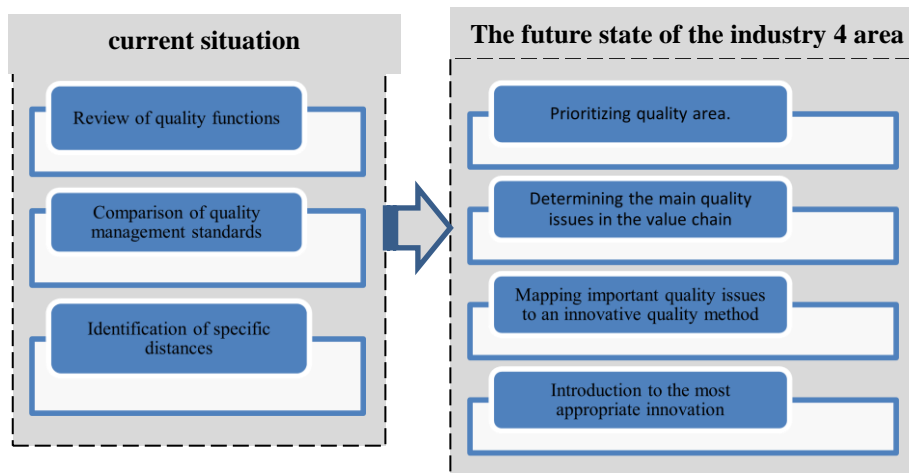 current situation
Review of quality functions
Comparison of quality
management standards
Identification of specific
distances
The future state of the industry 4 area
Prioritizing quality area.
Determining the main quality
issues in the value chain
Mapping important quality issues
to an innovative quality method
Introduction to the most
appropriate innovation